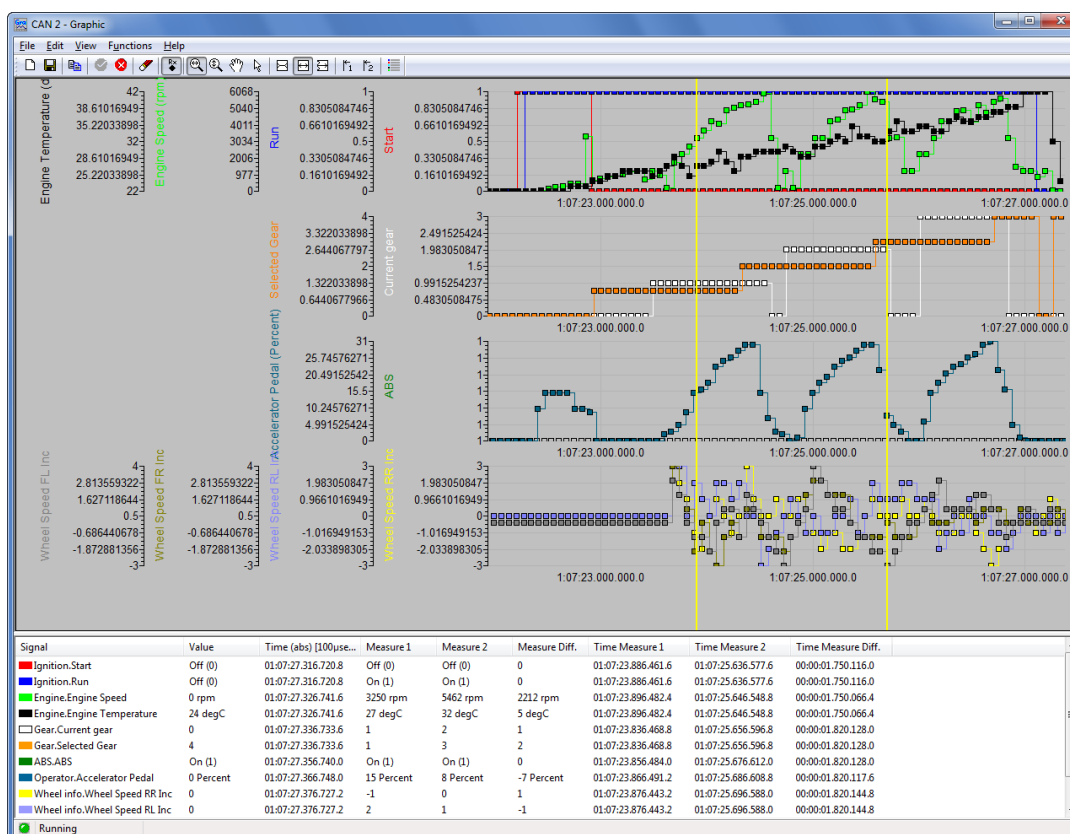 CAN 2 - Graphic
File Edit View Functions Help
Engine Temperature (d
42
38.61016949
35.22033898
32
28.61016949
25.22033898
22
Engine Speed (rpm)
6068
5040
4011
3034
2006
977
0
Run
1
0.8305084746
0.6610169492
0.5
0.3305084746
0.1610169492
0
Start
1
0.8305084746
0.6610169492
0.5
0.3305084746
0.1610169492
0
1:07:23.000.000.0 1:07:25.000.000.0 1:07:27.000.000.0
Selected Gear
4
3.322033898
2.644067797
2
1.322033898
0.6440677966
0
Current gear
3
2.491525424
1.983050847
1.5
0.9915254237
0.4830508475
0
1:07:23.000.000.0 1:07:25.000.000.0 1:07:27.000.000.0
Accelerator Pedal (Percent)
31
25.74576271
20.49152542
15.5
10.24576271
4.991525424
0
ABS
1
1
1
1
1
1
1
1:07:23.000.000.0 1:07:25.000.000.0 1:07:27.000.000.0
Wheel Speed FL Inc
4
2.813559322
1.627118644
0.5
-0.686440678
-1.872881356
-3
Wheel Speed FR Inc
4
2.813559322
1.627118644
0.5
-0.686440678
-1.872881356
-3
Wheel Speed RL Inc
3
1.983050847
0.9661016949
0
-1.016949153
-2.033898305
-3
Wheel Speed RR Inc
3
1.983050847
0.9661016949
0
-1.016949153
-2.033898305
-3
1:07:23.000.000.0 1:07:25.000.000.0 1:07:27.000.000.0
Signal Value Time (abs) [100µse... Measure 1 Measure 2 Measure Diff. Time Measure 1 Time Measure 2 Time Measure Diff.
Ignition.Start Off (0) 01:07:27.316.720.8 Off (0) Off (0) 0 01:07:23.886.461.6 01:07:25.636.577.6 00:00:01.750.116.0
Ignition.Run Off (0) 01:07:27.316.720.8 On (1) On (1) 0 01:07:23.886.461.6 01:07:25.636.577.6 00:00:01.750.116.0
Engine.Engine Speed 0 rpm 01:07:27.326.741.6 3250 rpm 5462 rpm 2212 rpm 01:07:23.896.482.4 01:07:25.646.548.8 00:00:01.750.066.4
Engine.Engine Temperature 24 degC 01:07:27.326.741.6 27 degC 32 degC 5 degC 01:07:23.896.482.4 01:07:25.646.548.8 00:00:01.750.066.4
Gear.Current gear 0 01:07:27.336.733.6 1 2 1 01:07:23.836.468.8 01:07:25.656.596.8 00:00:01.820.128.0
Gear.Selected Gear 4 01:07:27.336.733.6 1 3 2 01:07:23.836.468.8 01:07:25.656.596.8 00:00:01.820.128.0
ABS.ABS On (1) 01:07:27.356.740.0 On (1) On (1) 0 01:07:23.856.484.0 01:07:25.676.612.0 00:00:01.820.128.0
Operator.Accelerator Pedal 0 Percent 01:07:27.366.748.0 15 Percent 8 Percent -7 Percent 01:07:23.866.491.2 01:07:25.686.608.8 00:00:01.820.117.6
Wheel info.Wheel Speed RR Inc 0 01:07:27.376.727.2 -1 0 1 01:07:23.876.443.2 01:07:25.696.588.0 00:00:01.820.144.8
Wheel info.Wheel Speed RL Inc 0 01:07:27.376.727.2 2 1 -1 01:07:23.876.443.2 01:07:25.696.588.0 00:00:01.820.144.8
Running